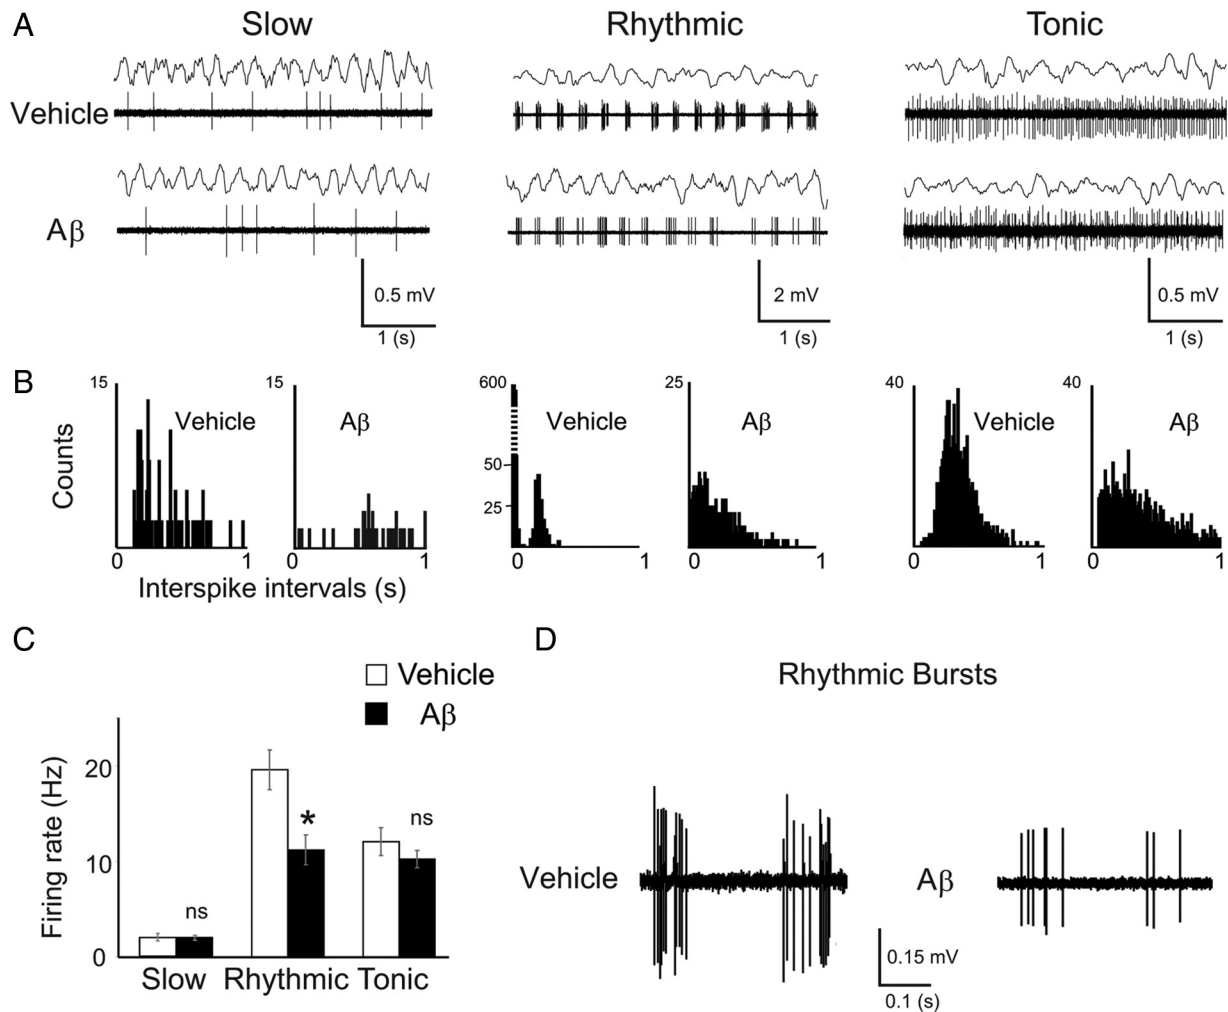 A
Slow
Rhythmic
Tonic
Vehicle
Aβ
0.5 mV
1 (s)
2 mV
1 (s)
0.5 mV
1 (s)
B
Counts
15
Vehicle
0
1
15
Aβ
0
1
Interspike intervals (s)
600
50
25
Vehicle
0
1
25
Aβ
0
1
40
Vehicle
0
1
40
Aβ
0
1
C
Vehicle
Aβ
Firing rate (Hz)
20
10
0
ns
*
ns
Slow Rhythmic Tonic
D
Rhythmic Bursts
Vehicle
Aβ
0.15 mV
0.1 (s)